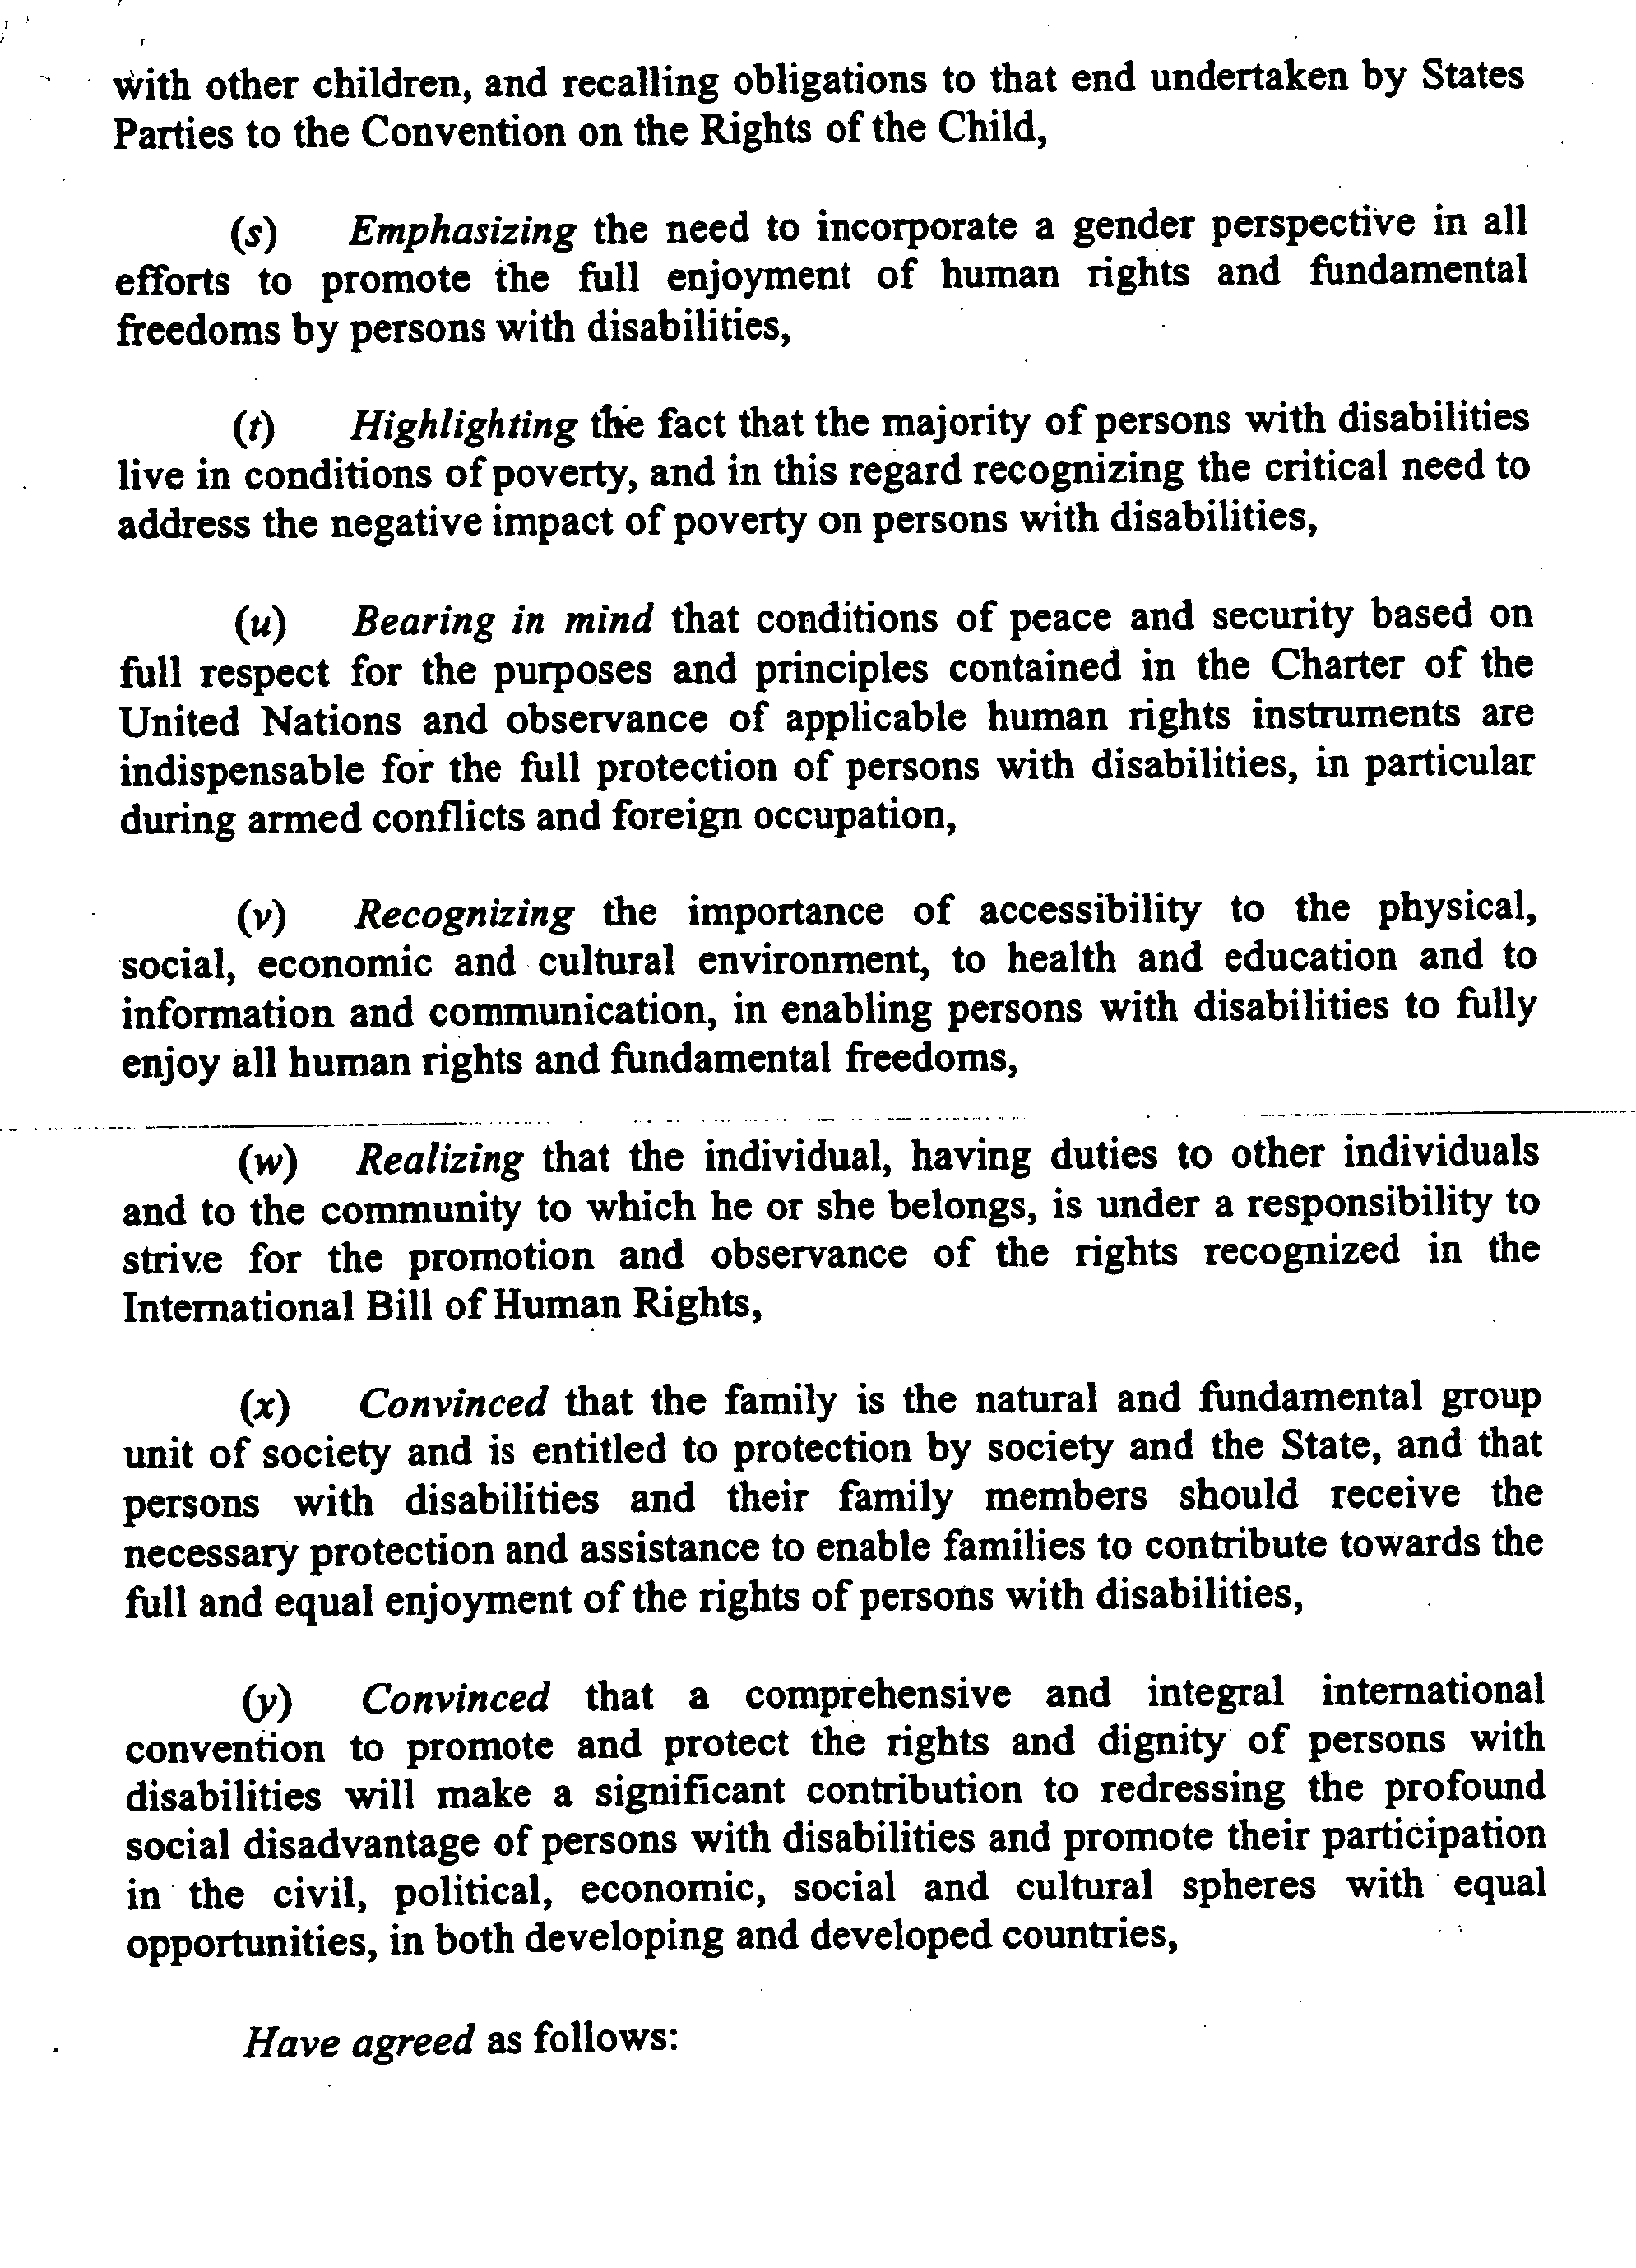 with other children, and recalling obligations to that end undertaken by States
Parties to the Convention on the Rights of the Child,
(s) Emphasizing the need to incorporate a gender perspective in all
efforts to promote the full enjoyment of human rights and fundamental
freedoms by persons with disabilities,
(t) Highlighting the fact that the majority of persons with disabilities
live in conditions of poverty, and in this regard recognizing the critical need to
address the negative impact of poverty on persons with disabilities,
(u) Bearing in mind that conditions of peace and security based on
full respect for the purposes and principles contained in the Charter of the
United Nations and observance of applicable human rights instruments are
indispensable for the full protection of persons with disabilities, in particular
during armed conflicts and foreign occupation,
(v) Recognizing the importance of accessibility to the physical,
social, economic and cultural environment, to health and education and to
information and communication, in enabling persons with disabilities to fully
enjoy all human rights and fundamental freedoms,
(w) Realizing that the individual, having duties to other individuals
and to the community to which he or she belongs, is under a responsibility to
strive for the promotion and observance of the rights recognized in the
International Bill of Human Rights,
(x) Convinced that the family is the natural and fundamental group
unit of society and is entitled to protection by society and the State, and that
persons with disabilities and their family members should receive the
necessary protection and assistance to enable families to contribute towards the
full and equal enjoyment of the rights of persons with disabilities,
(y) Convinced that a comprehensive and integral international
convention to promote and protect the rights and dignity of persons with
disabilities will make a significant contribution to redressing the profound
social disadvantage of persons with disabilities and promote their participation
in the civil, political, economic, social and cultural spheres with equal
opportunities, in both developing and developed countries,
Have agreed as follows: